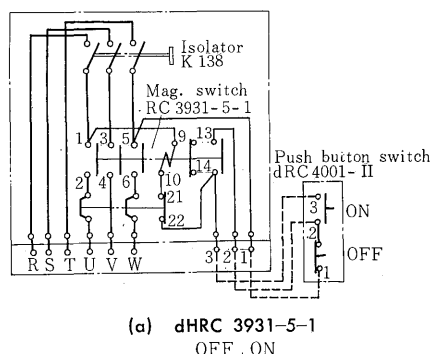 Isolator
K 138
Mag. switch
RC 3931-5-1
1 3 5 9 13
Push button switch
dRC 4001-II
2 4 6 10 14
21
22
3 ON
2
OFF
1
R S T U V W 3 2 1
(a) dHRC 3931-5-1
OFF, ON